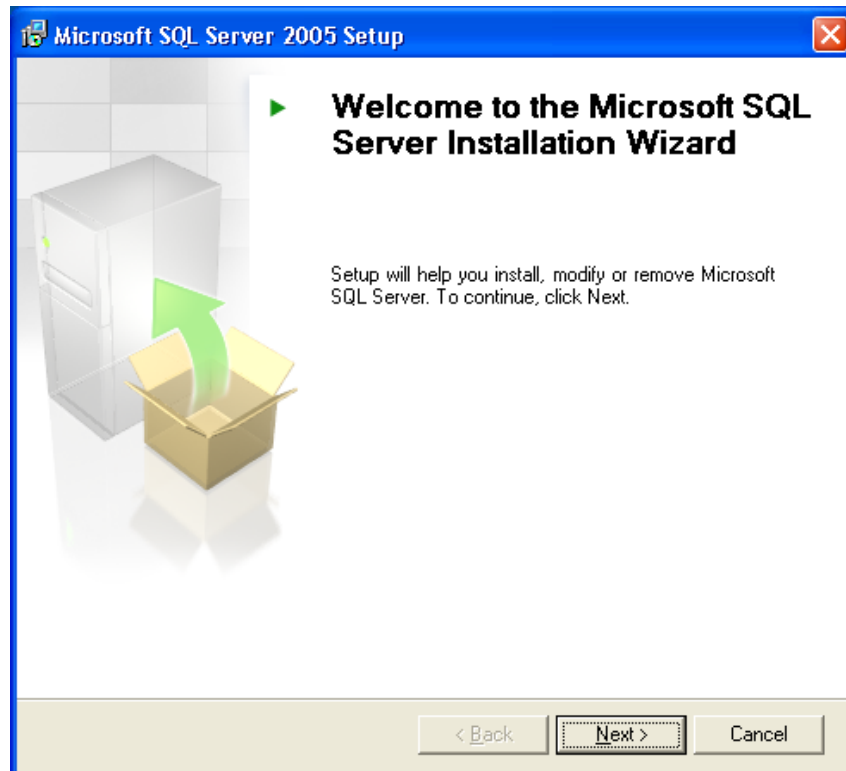 Microsoft SQL Server 2005 Setup
Welcome to the Microsoft SQL
Server Installation Wizard
Setup will help you install, modify or remove Microsoft
SQL Server. To continue, click Next.
< Back Next > Cancel